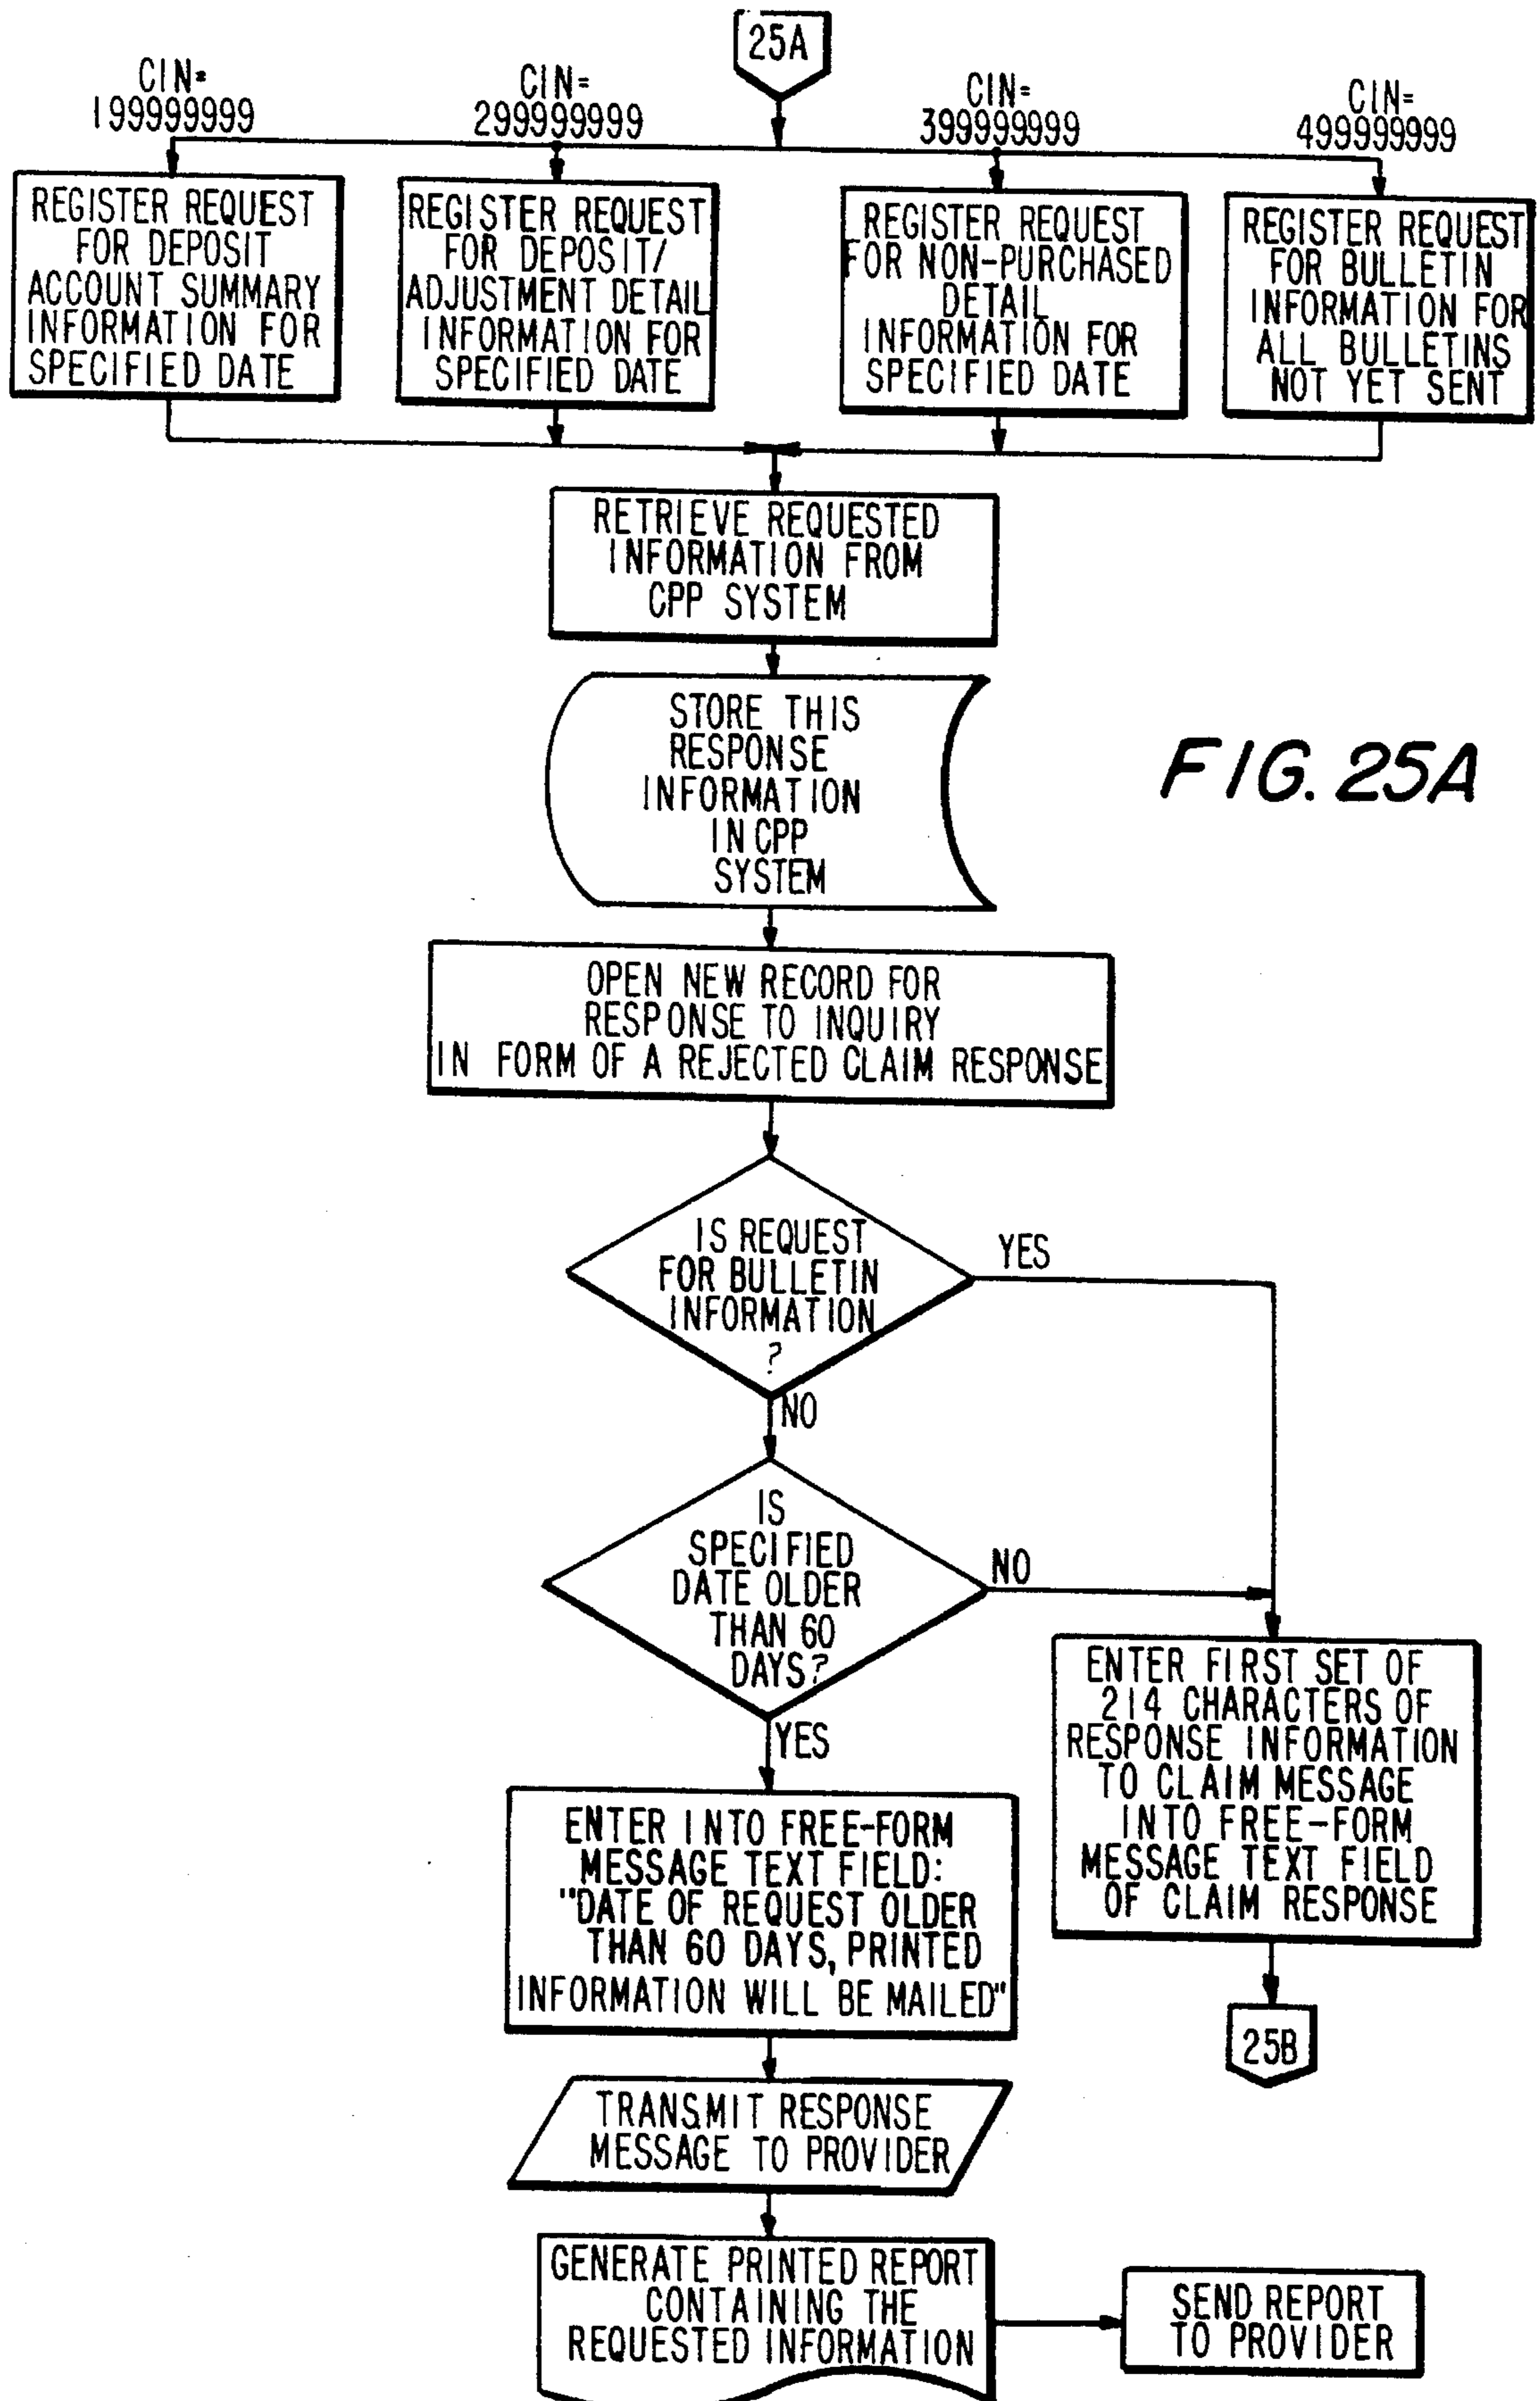 25A
CIN=
199999999
CIN=
299999999
CIN=
399999999
CIN=
499999999
REGISTER REQUEST
FOR DEPOSIT
ACCOUNT SUMMARY
INFORMATION FOR
SPECIFIED DATE
REGISTER REQUEST
FOR DEPOSIT/
ADJUSTMENT DETAIL
INFORMATION FOR
SPECIFIED DATE
REGISTER REQUEST
FOR NON-PURCHASED
DETAIL
INFORMATION FOR
SPECIFIED DATE
REGISTER REQUEST
FOR BULLETIN
INFORMATION FOR
ALL BULLETINS
NOT YET SENT
RETRIEVE REQUESTED
INFORMATION FROM
CPP SYSTEM
STORE THIS
RESPONSE
INFORMATION
IN CPP
SYSTEM
FIG. 25A
OPEN NEW RECORD FOR
RESPONSE TO INQUIRY
IN FORM OF A REJECTED CLAIM RESPONSE
IS REQUEST
FOR BULLETIN
INFORMATION
?
YES
NO
IS
SPECIFIED
DATE OLDER
THAN 60
DAYS?
NO
YES
ENTER FIRST SET OF
214 CHARACTERS OF
RESPONSE INFORMATION
TO CLAIM MESSAGE
INTO FREE-FORM
MESSAGE TEXT FIELD
OF CLAIM RESPONSE
25B
ENTER INTO FREE-FORM
MESSAGE TEXT FIELD:
"DATE OF REQUEST OLDER
THAN 60 DAYS, PRINTED
INFORMATION WILL BE MAILED"
TRANSMIT RESPONSE
MESSAGE TO PROVIDER
GENERATE PRINTED REPORT
CONTAINING THE
REQUESTED INFORMATION
SEND REPORT
TO PROVIDER